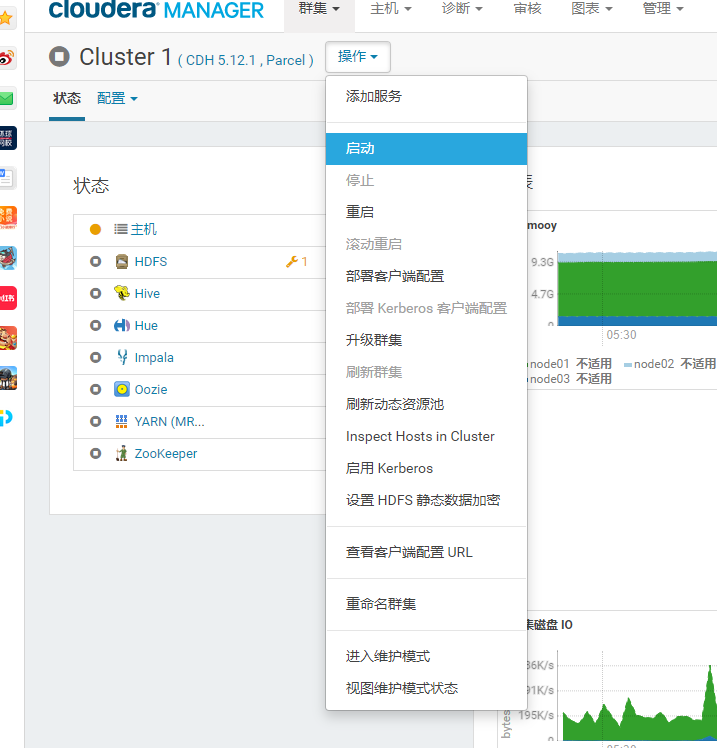 cloudera MANAGER
群集
主机
诊断
审核
图表
管理
Cluster 1 ( CDH 5.12.1 , Parcel )
操作
状态
配置
添加服务
启动
停止
重启
滚动重启
部署客户端配置
部署 Kerberos 客户端配置
升级群集
刷新群集
刷新动态资源池
Inspect Hosts in Cluster
启用 Kerberos
设置 HDFS 静态数据加密
查看客户端配置 URL
重命名群集
进入维护模式
视图维护模式状态
状态
主机
HDFS
1
Hive
Hue
Impala
Oozie
YARN (MR...
ZooKeeper
表
mooy
9.3G
4.7G
0
05:30
node01 不适用
node02 不适用
node03 不适用
集磁盘 IO
bytes
36K/s
91K/s
195K/s
0
05:30